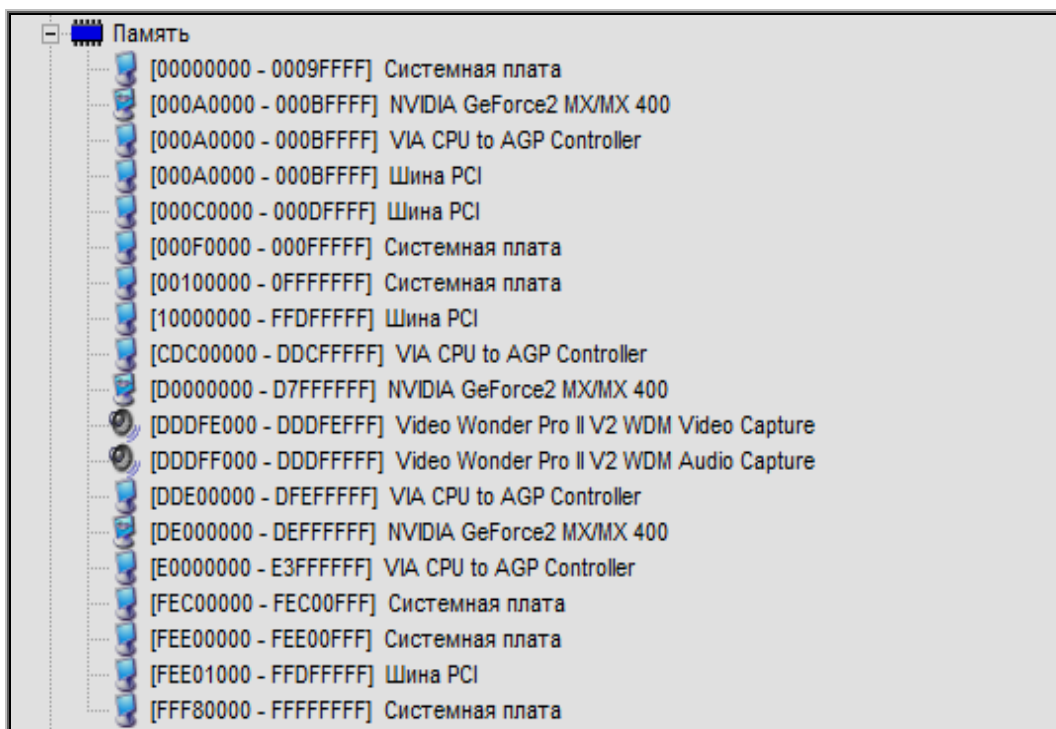 Память
[00000000 - 0009FFFF] Системная плата
[000A0000 - 000BFFFF] NVIDIA GeForce2 MX/MX 400
[000A0000 - 000BFFFF] VIA CPU to AGP Controller
[000A0000 - 000BFFFF] Шина PCI
[000C0000 - 000DFFFF] Шина PCI
[000F0000 - 000FFFFF] Системная плата
[00100000 - 0FFFFFFF] Системная плата
[10000000 - FFDFFFFF] Шина PCI
[CDC00000 - DDCFFFFF] VIA CPU to AGP Controller
[D0000000 - D7FFFFFF] NVIDIA GeForce2 MX/MX 400
[DDDFE000 - DDDFEFFF] Video Wonder Pro II V2 WDM Video Capture
[DDDFF000 - DDDFFFFF] Video Wonder Pro II V2 WDM Audio Capture
[DDE00000 - DFEFFFFF] VIA CPU to AGP Controller
[DE000000 - DEFFFFFF] NVIDIA GeForce2 MX/MX 400
[E0000000 - E3FFFFFF] VIA CPU to AGP Controller
[FEC00000 - FEC00FFF] Системная плата
[FEE00000 - FEE00FFF] Системная плата
[FEE01000 - FFDFFFFF] Шина PCI
[FFF80000 - FFFFFFFF] Системная плата